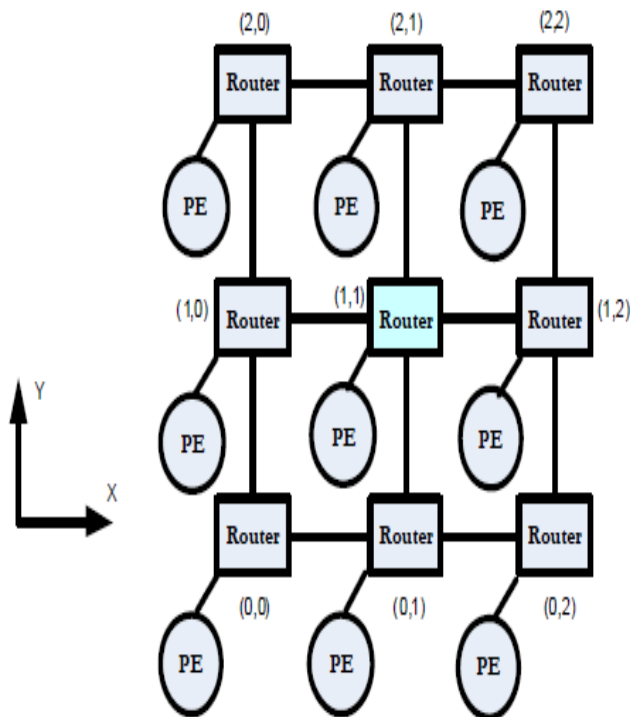 (2,0) (2,1) (2,2)
Router Router Router
PE PE PE
(1,0) Router (1,1) Router Router (1,2)
Y
PE PE PE
X
Router Router Router
(0,0) (0,1) (0,2)
PE PE PE